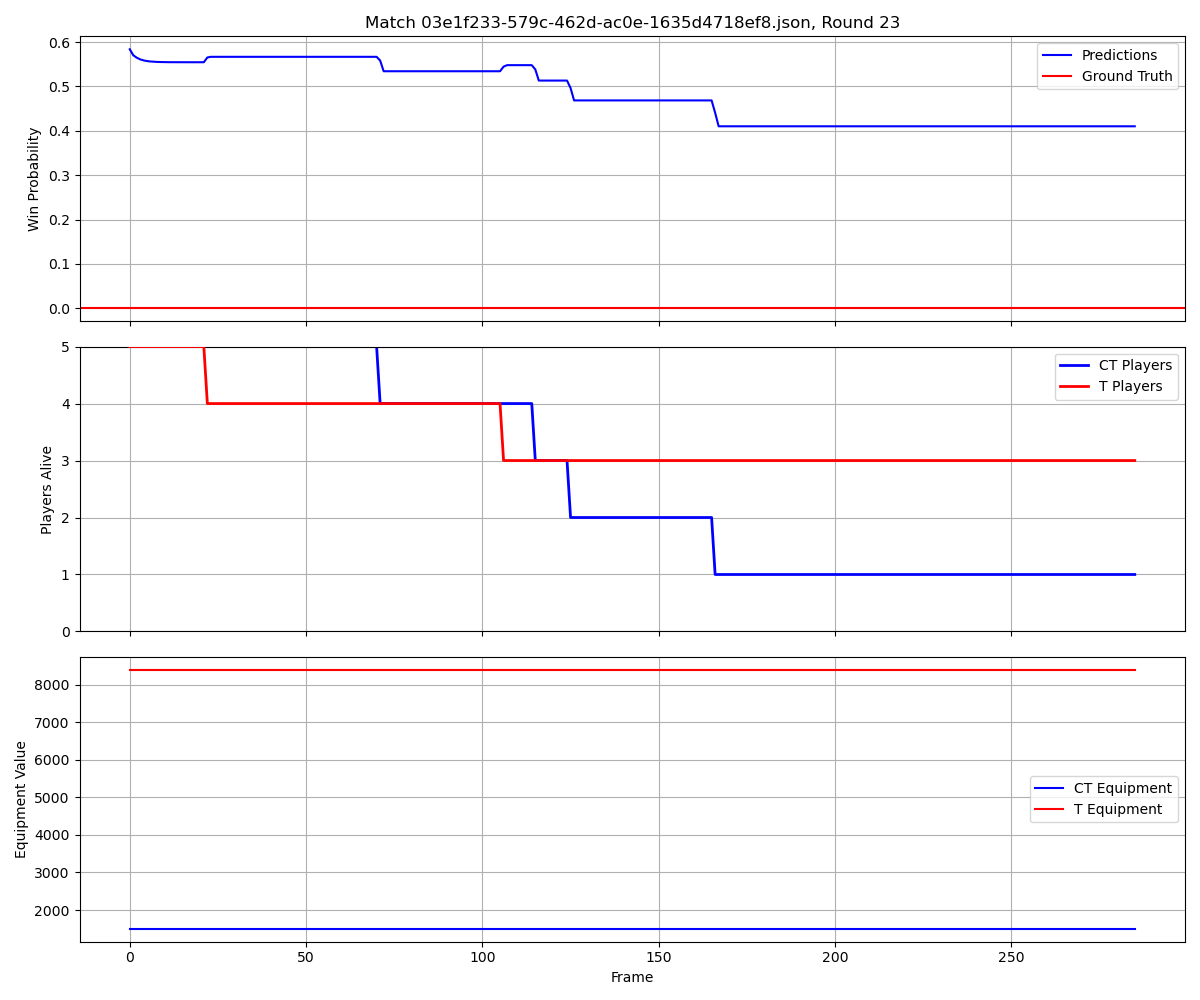 Match 03e1f233-579c-462d-ac0e-1635d4718ef8.json, Round 23
Win Probability
0.6
0.5
0.4
0.3
0.2
0.1
0.0
Predictions
Ground Truth
Players Alive
5
4
3
2
1
0
CT Players
T Players
Equipment Value
8000
7000
6000
5000
4000
3000
2000
CT Equipment
T Equipment
0 50 100 150 200 250
Frame